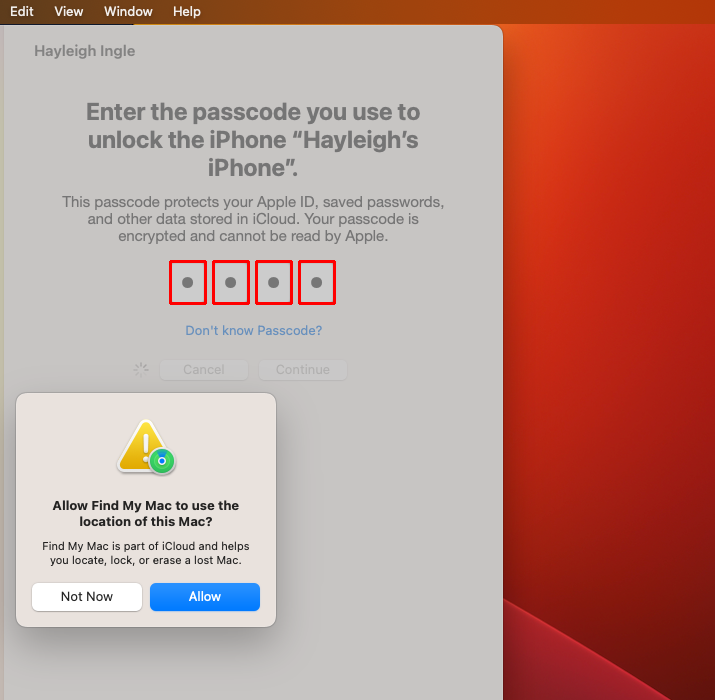 Edit View Window Help
Hayleigh Ingle
Enter the passcode you use to
unlock the iPhone “Hayleigh’s
iPhone”.
This passcode protects your Apple ID, saved passwords,
and other data stored in iCloud. Your passcode is
encrypted and cannot be read by Apple.
Don't know Passcode?
Cancel Continue
Allow Find My Mac to use the
location of this Mac?
Find My Mac is part of iCloud and helps
you locate, lock, or erase a lost Mac.
Not Now Allow